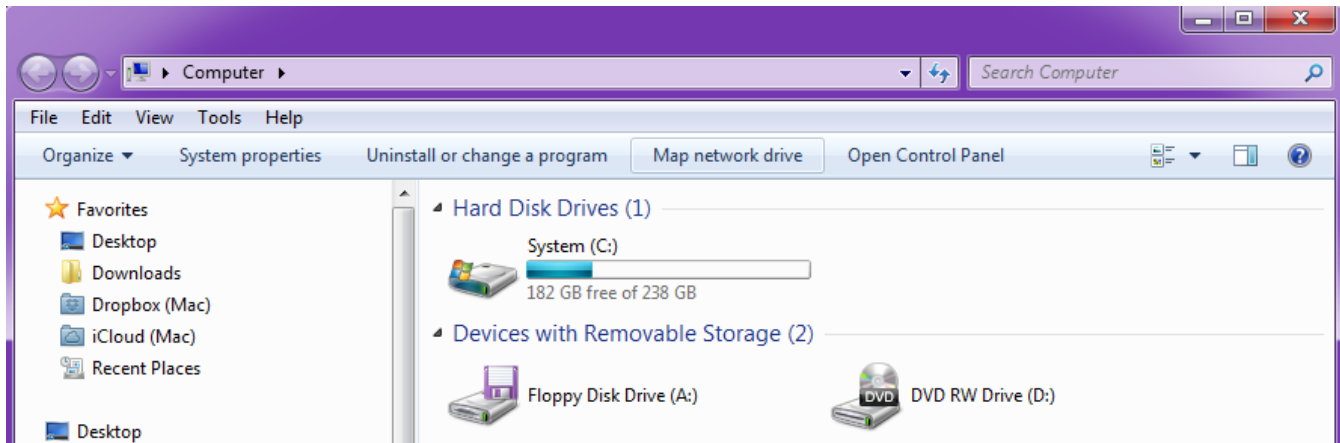 Computer
Search Computer
File Edit View Tools Help
Organize System properties Uninstall or change a program Map network drive Open Control Panel
Favorites
Desktop
Downloads
Dropbox (Mac)
iCloud (Mac)
Recent Places
Desktop
Hard Disk Drives (1)
System (C:)
182 GB free of 238 GB
Devices with Removable Storage (2)
Floppy Disk Drive (A:)
DVD
DVD RW Drive (D:)